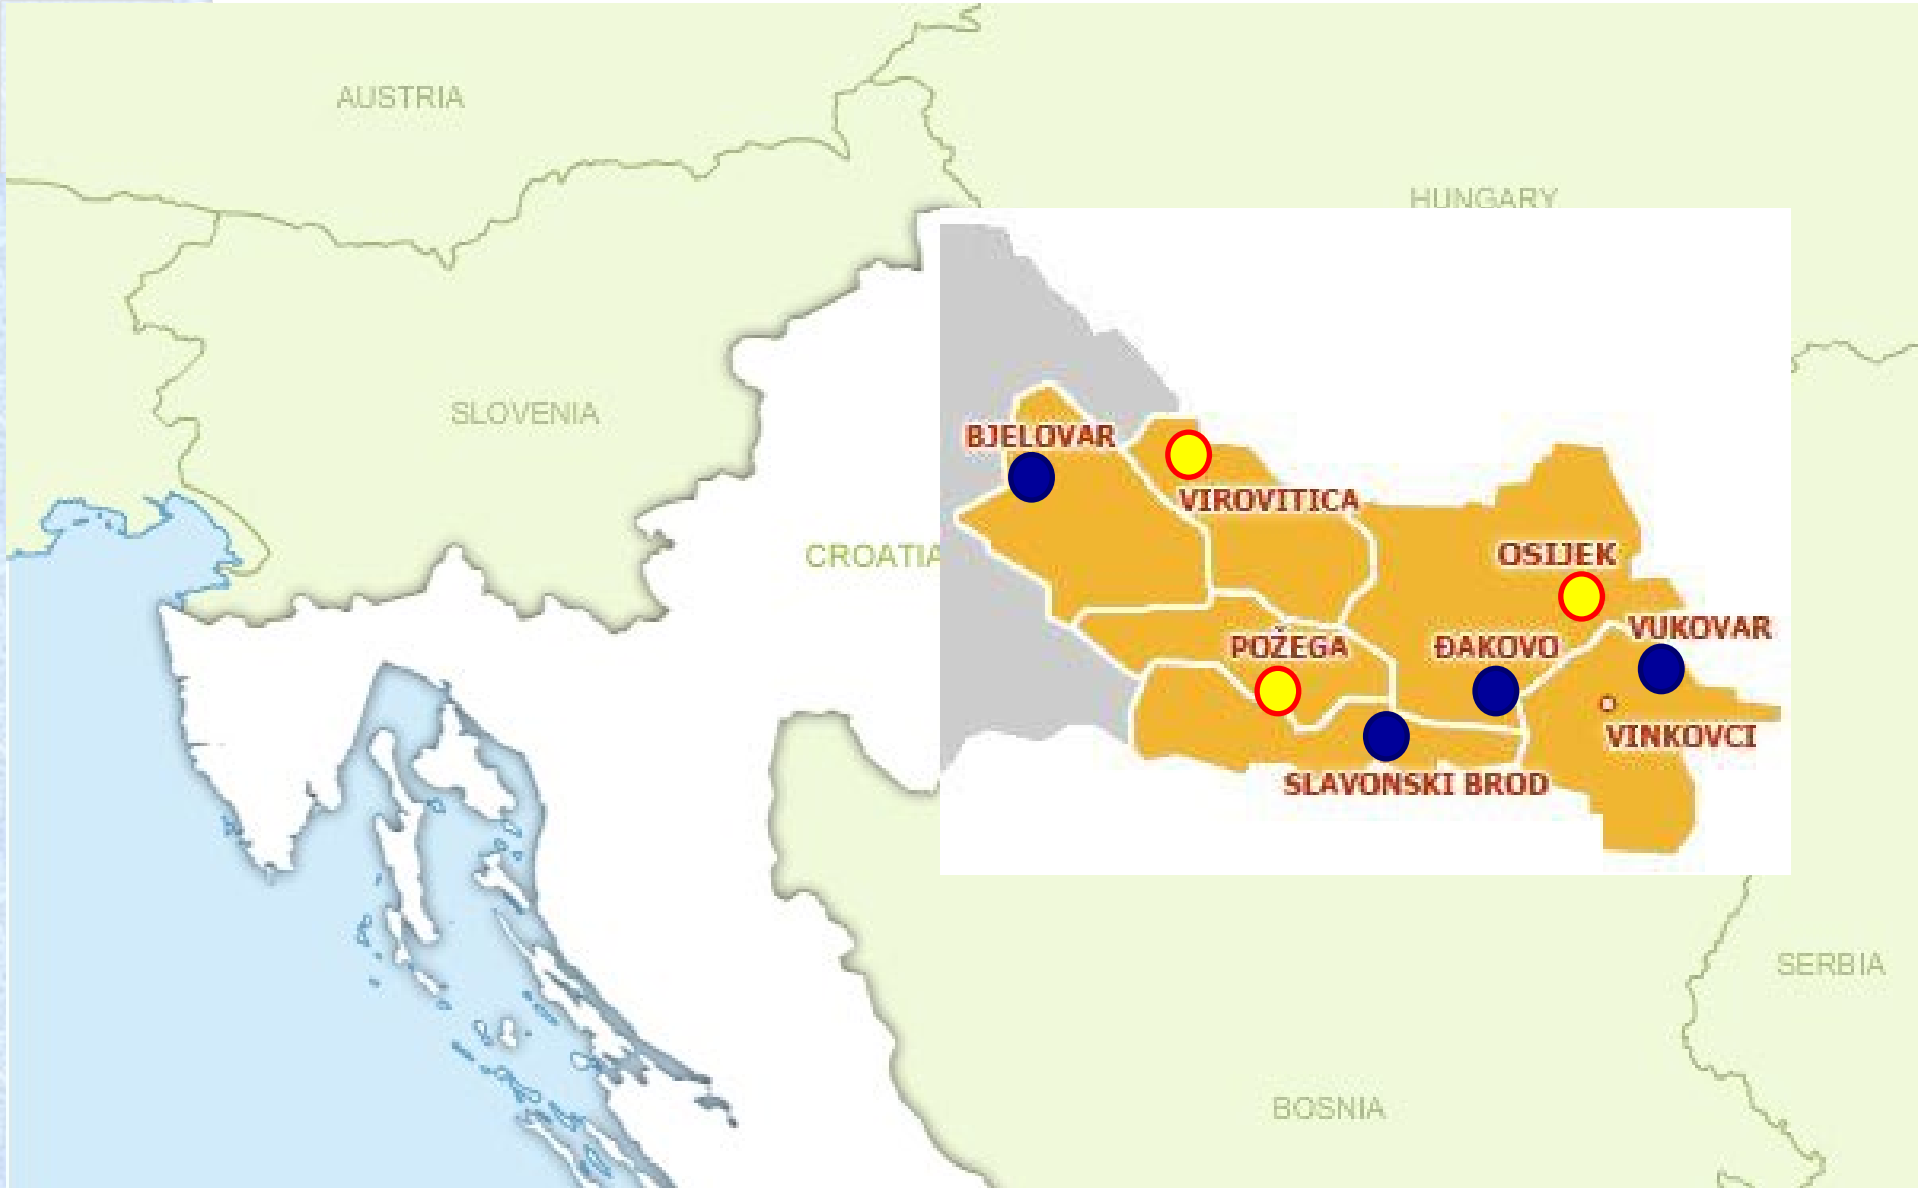 AUSTRIA
HUNGARY
SLOVENIA
BJELOVAR
VIROVITICA
CROATIA
OSIJEK
VUKOVAR
POŽEGA
ĐAKOVO
VINKOVCI
SLAVONSKI BROD
SERBIA
BOSNIA